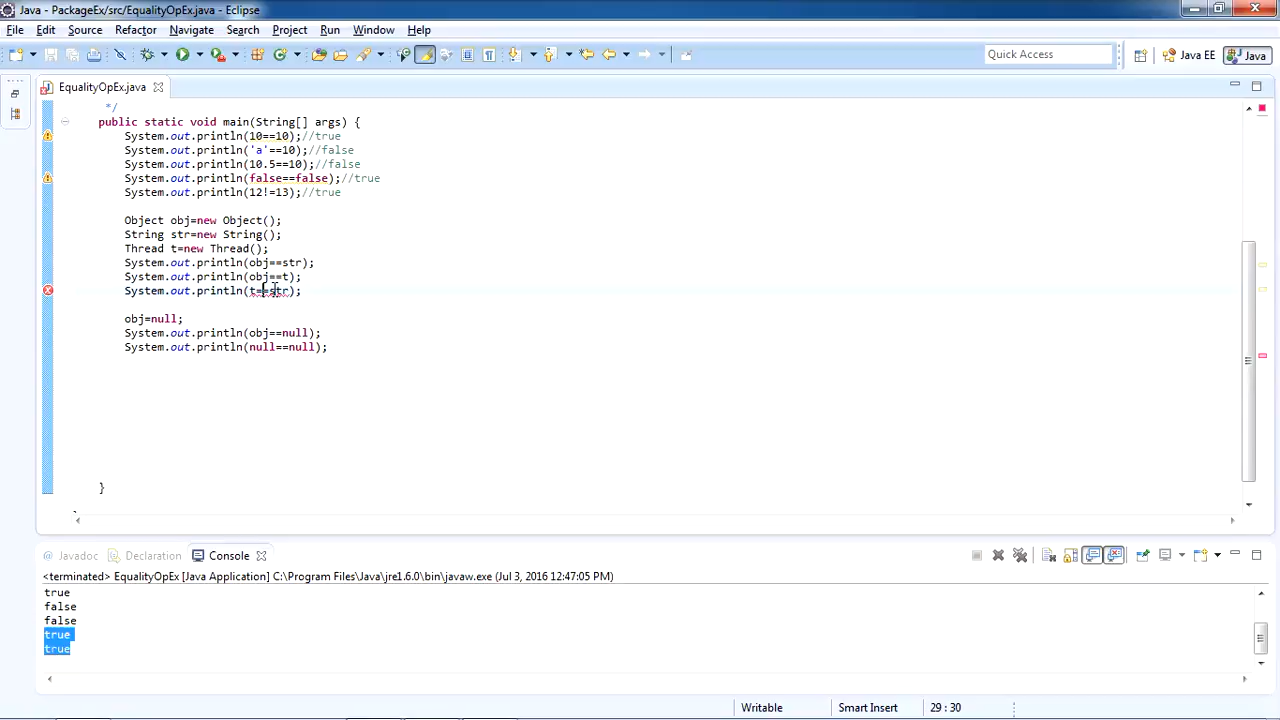 Java - PackageEx/src/EqualityOpEx.java - Eclipse
File Edit Source Refactor Navigate Search Project Run Window Help
Quick Access Java EE Java
EqualityOpEx.java
*/
public static void main(String[] args) {
System.out.println(10==10);//true
System.out.println('a'==10);//false
System.out.println(10.5==10);//false
System.out.println(false==false);//true
System.out.println(12!=13);//true
Object obj=new Object();
String str=new String();
Thread t=new Thread();
System.out.println(obj==str);
System.out.println(obj==t);
System.out.println(t==str);
obj=null;
System.out.println(obj==null);
System.out.println(null==null);
}
@ Javadoc Declaration Console
<terminated> EqualityOpEx [Java Application] C:\Program Files\Java\jre1.6.0\bin\javaw.exe (Jul 3, 2016 12:47:05 PM)
true
false
false
true
true
Writable Smart Insert 29 : 30